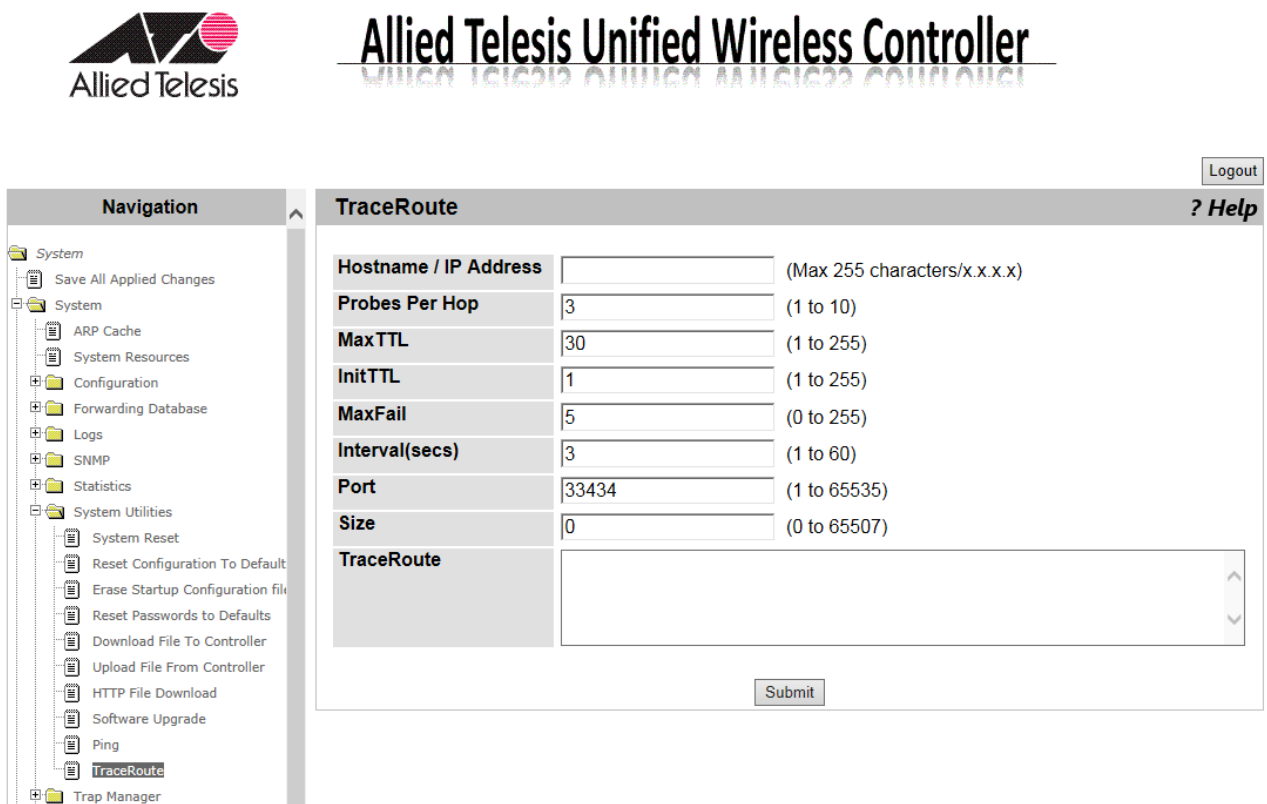 Allied Telesis
Allied Telesis Unified Wireless Controller
Logout
Navigation
System
Save All Applied Changes
System
ARP Cache
System Resources
Configuration
Forwarding Database
Logs
SNMP
Statistics
System Utilities
System Reset
Reset Configuration To Default
Erase Startup Configuration file
Reset Passwords to Defaults
Download File To Controller
Upload File From Controller
HTTP File Download
Software Upgrade
Ping
TraceRoute
Trap Manager
TraceRoute ? Help
Hostname / IP Address (Max 255 characters/x.x.x.x)
Probes Per Hop 3 (1 to 10)
MaxTTL 30 (1 to 255)
InitTTL 1 (1 to 255)
MaxFail 5 (0 to 255)
Interval(secs) 3 (1 to 60)
Port 33434 (1 to 65535)
Size 0 (0 to 65507)
TraceRoute
Submit